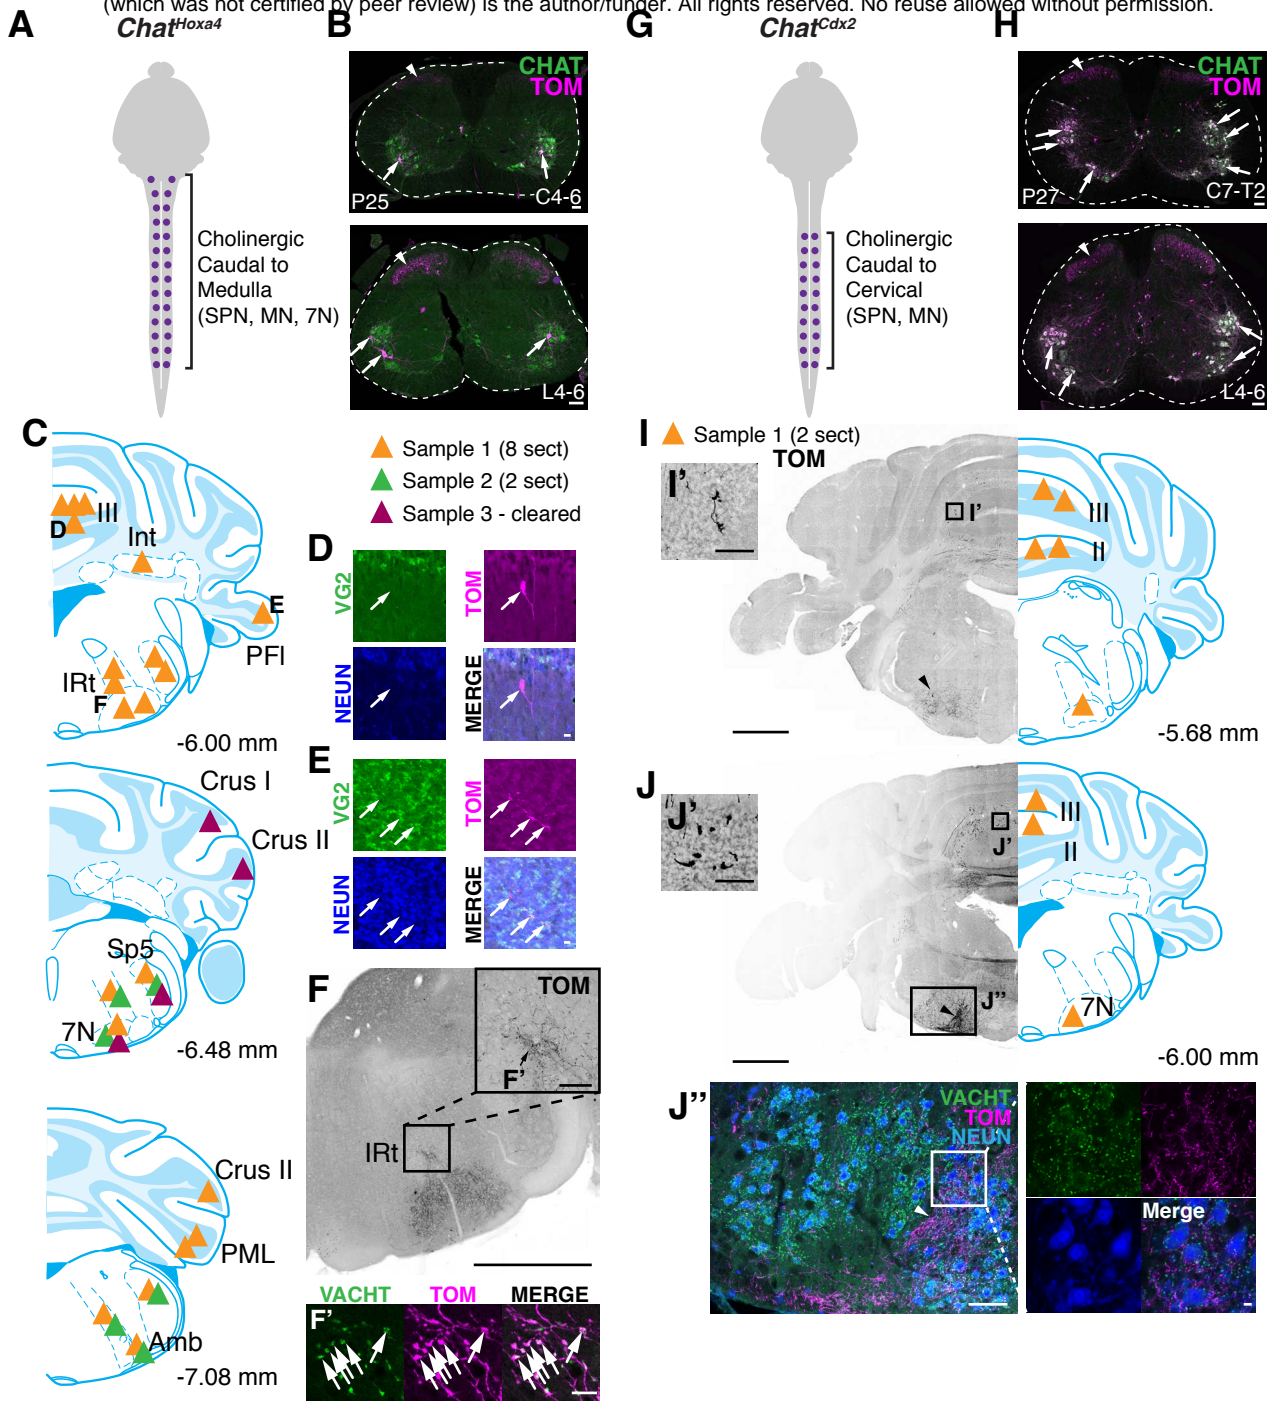 (which was not certified by peer review) is the author/funder. All rights reserved. No reuse allowed without permission.
A
Chat^Hoxa4
Cholinergic
Caudal to
Medulla
(SPN, MN, 7N)
B
CHAT
TOM
P25
C4-6
L4-6
G
Chat^Cdx2
Cholinergic
Caudal to
Cervical
(SPN, MN)
H
CHAT
TOM
P27
C7-T2
L4-6
C
Sample 1 (8 sect)
Sample 2 (2 sect)
Sample 3 - cleared
III
D
Int
E
PFl
IRt
F
-6.00 mm
Crus I
Crus II
Sp5
7N
-6.48 mm
Crus II
PML
Amb
-7.08 mm
D
VG2
TOM
NEUN
MERGE
E
VG2
TOM
NEUN
MERGE
F
TOM
F'
IRt
VACHT
TOM
MERGE
F'
I
Sample 1 (2 sect)
TOM
I'
I'
III
II
-5.68 mm
J
J'
J'
J''
III
II
7N
-6.00 mm
J''
VACHT
TOM
NEUN
Merge